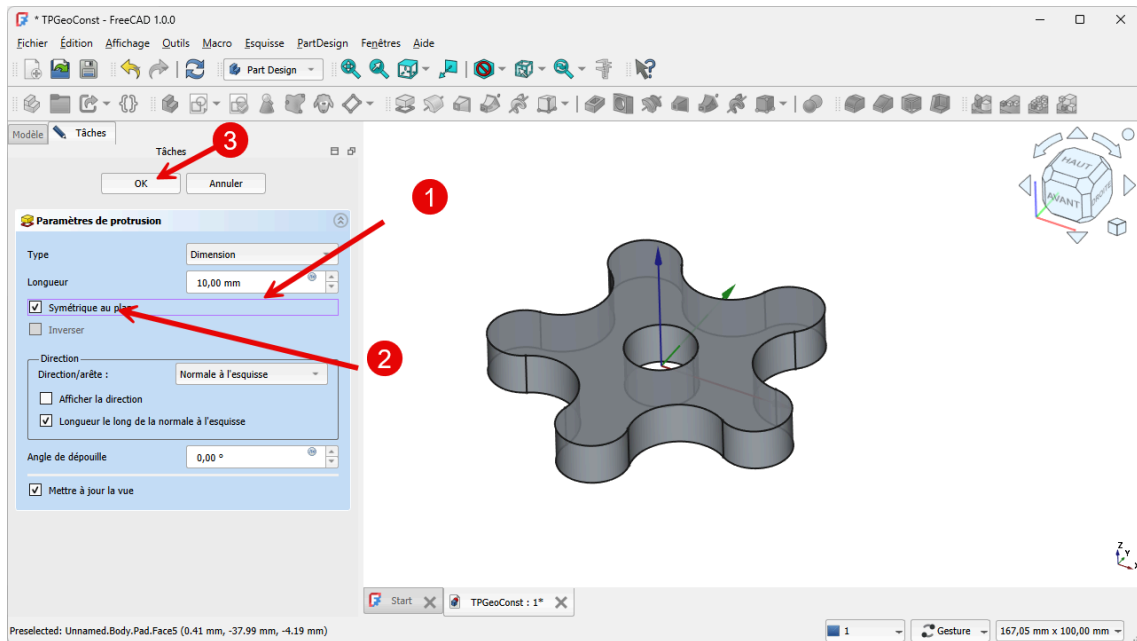 * TPGeoConst - FreeCAD 1.0.0
Fichier Édition Affichage Outils Macro Esquisse PartDesign Fenêtres Aide
Part Design
Modèle Tâches
Tâches
3
OK Annuler
1
Paramètres de protrusion
Type Dimension
Longueur 10,00 mm
Symétrique au plan
Inverser
2
Direction
Direction/arête : Normale à l'esquisse
Afficher la direction
Longueur le long de la normale à l'esquisse
Angle de dépouille 0,00 °
Mettre à jour la vue
HAUT
AVANT DROITE
Z
Y
X
Start TPGeoConst : 1*
Preselected: Unnamed.Body.Pad.Face5 (0.41 mm, -37.99 mm, -4.19 mm) 1 Gesture 167,05 mm x 100,00 mm